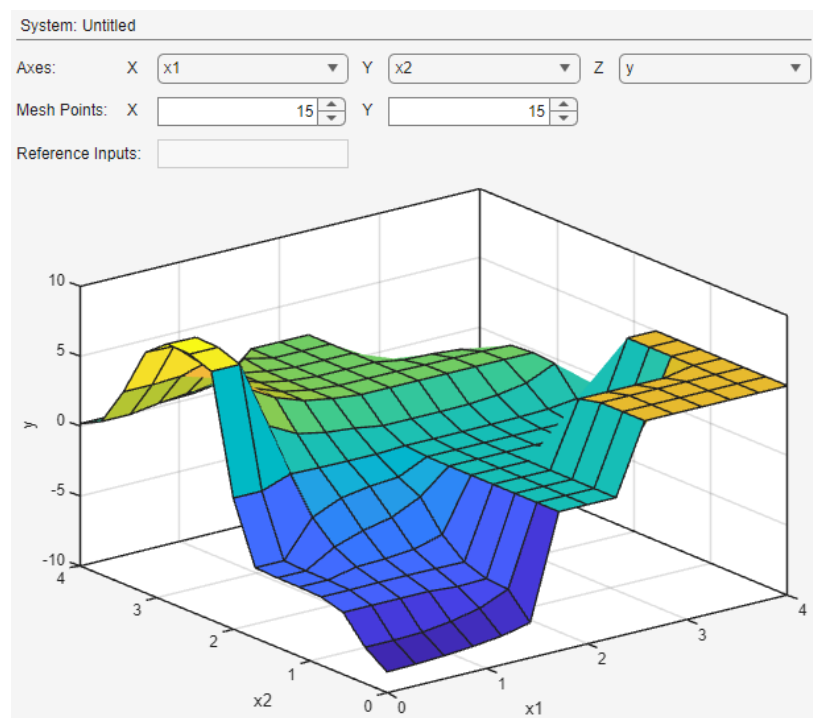 System: Untitled
Axes: X x1 Y x2 Z y
Mesh Points: X 15 Y 15
Reference Inputs:
10
5
0
-5
-10
y
4
3
2
1
0
x2
0
1
2
3
4
x1